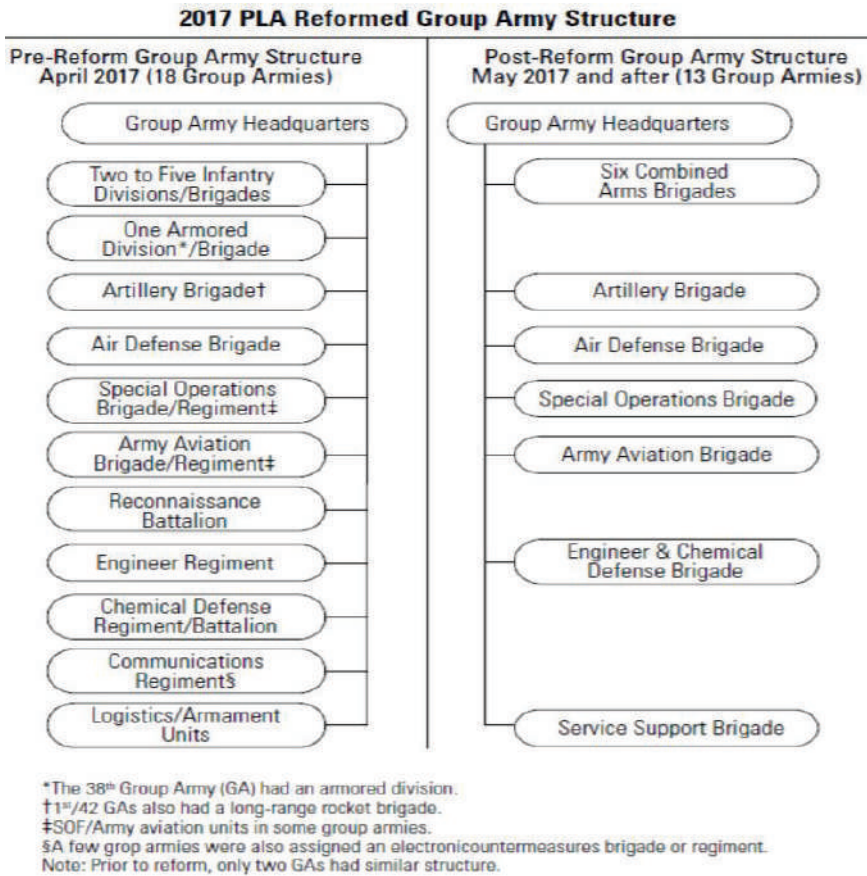 2017 PLA Reformed Group Army Structure
Pre-Reform Group Army Structure
April 2017 (18 Group Armies)
Group Army Headquarters
Two to Five Infantry
Divisions/Brigades
One Armored
Division*/Brigade
Artillery Brigade†
Air Defense Brigade
Special Operations
Brigade/Regiment‡
Army Aviation
Brigade/Regiment‡
Reconnaissance
Battalion
Engineer Regiment
Chemical Defense
Regiment/Battalion
Communications
Regiment§
Logistics/Armament
Units
Post-Reform Group Army Structure
May 2017 and after (13 Group Armies)
Group Army Headquarters
Six Combined
Arms Brigades
Artillery Brigade
Air Defense Brigade
Special Operations Brigade
Army Aviation Brigade
Engineer & Chemical
Defense Brigade
Service Support Brigade
*The 38th Group Army (GA) had an armored division.
†1st/42 GAs also had a long-range rocket brigade.
‡SOF/Army aviation units in some group armies.
§A few grop armies were also assigned an electronicountermeasures brigade or regiment.
Note: Prior to reform, only two GAs had similar structure.